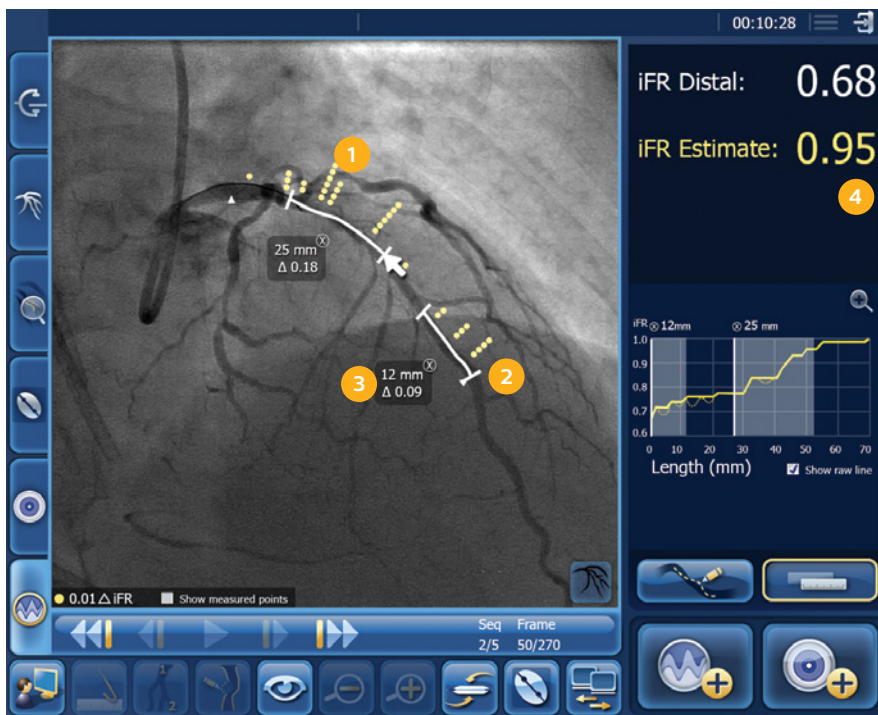 00:10:28
iFR Distal: 0.68
iFR Estimate: 0.95
1
4
25 mm
Δ 0.18
2
3
12 mm
Δ 0.09
iFR 12mm 25 mm
1.0
0.9
0.8
0.7
0.6
0 10 20 30 40 50 60 70
Length (mm) Show raw line
0.01 Δ iFR Show measured points
Seq Frame
2/5 50/270
1
2